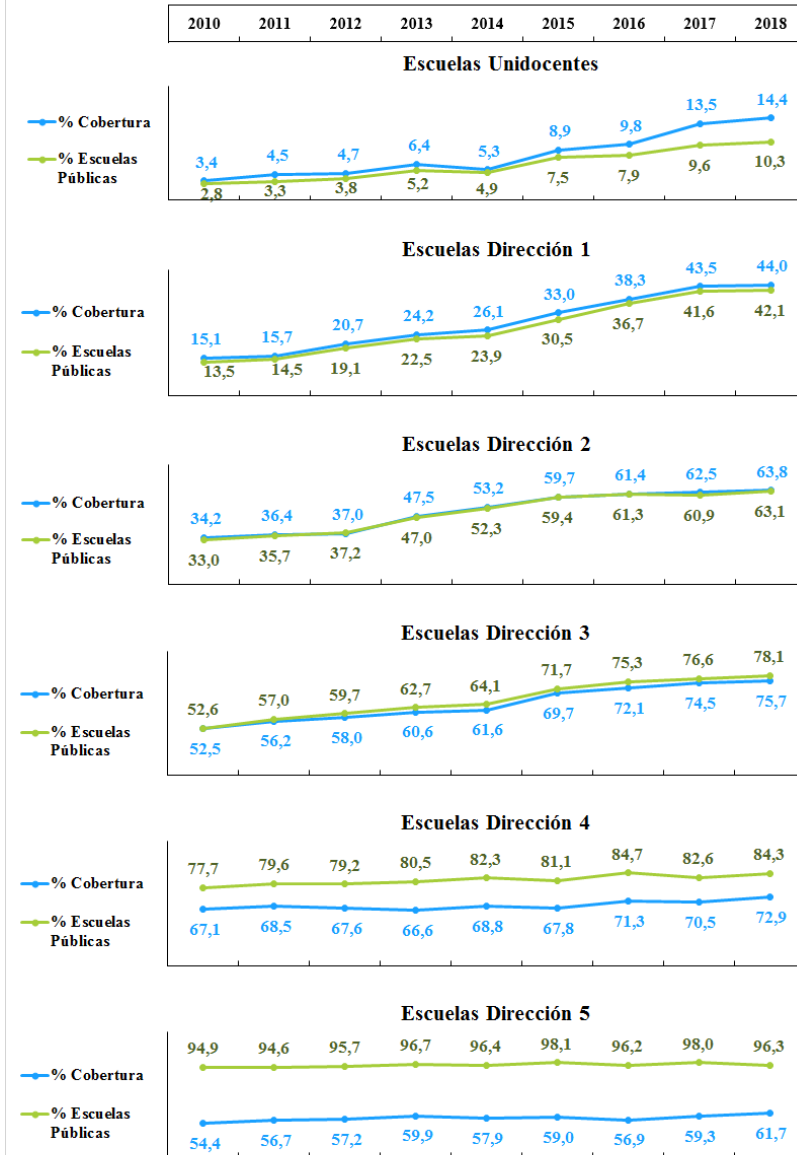 2010 2011 2012 2013 2014 2015 2016 2017 2018
Escuelas Unidocentes
% Cobertura
% Escuelas
Públicas
3,4 4,5 4,7 6,4 5,3 8,9 9,8 13,5 14,4
2,8 3,3 3,8 5,2 4,9 7,5 7,9 9,6 10,3
Escuelas Dirección 1
% Cobertura
% Escuelas
Públicas
15,1 15,7 20,7 24,2 26,1 33,0 38,3 43,5 44,0
13,5 14,5 19,1 22,5 23,9 30,5 36,7 41,6 42,1
Escuelas Dirección 2
% Cobertura
% Escuelas
Públicas
34,2 36,4 37,0 47,5 53,2 59,7 61,4 62,5 63,8
33,0 35,7 37,2 47,0 52,3 59,4 61,3 60,9 63,1
Escuelas Dirección 3
% Cobertura
% Escuelas
Públicas
52,6 57,0 59,7 62,7 64,1 71,7 75,3 76,6 78,1
52,5 56,2 58,0 60,6 61,6 69,7 72,1 74,5 75,7
Escuelas Dirección 4
% Cobertura
% Escuelas
Públicas
77,7 79,6 79,2 80,5 82,3 81,1 84,7 82,6 84,3
67,1 68,5 67,6 66,6 68,8 67,8 71,3 70,5 72,9
Escuelas Dirección 5
% Cobertura
% Escuelas
Públicas
94,9 94,6 95,7 96,7 96,4 98,1 96,2 98,0 96,3
54,4 56,7 57,2 59,9 57,9 59,0 56,9 59,3 61,7